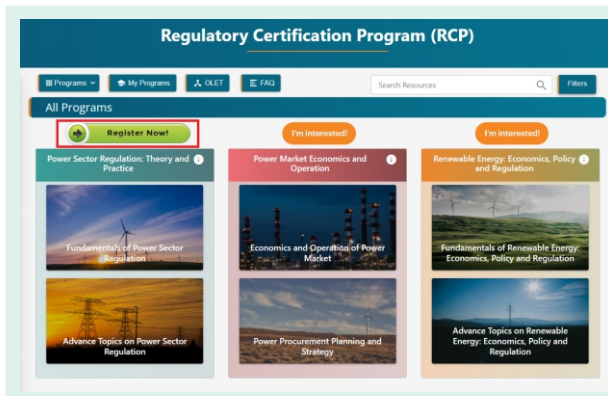 Regulatory Certification Program (RCP)
Programs
My Programs
OLET
FAQ
Search Resources
Filters
All Programs
Register Now!
I'm interested!
I'm interested!
Power Sector Regulation: Theory and
Practice
Power Market Economics and
Operation
Renewable Energy: Economics, Policy
and Regulation
Fundamentals of Power Sector
Regulation
Economics and Operation of Power
Market
Fundamentals of Renewable Energy:
Economics, Policy and Regulation
Advance Topics on Power Sector
Regulation
Power Procurement Planning and
Strategy
Advance Topics on Renewable
Energy: Economics, Policy and
Regulation